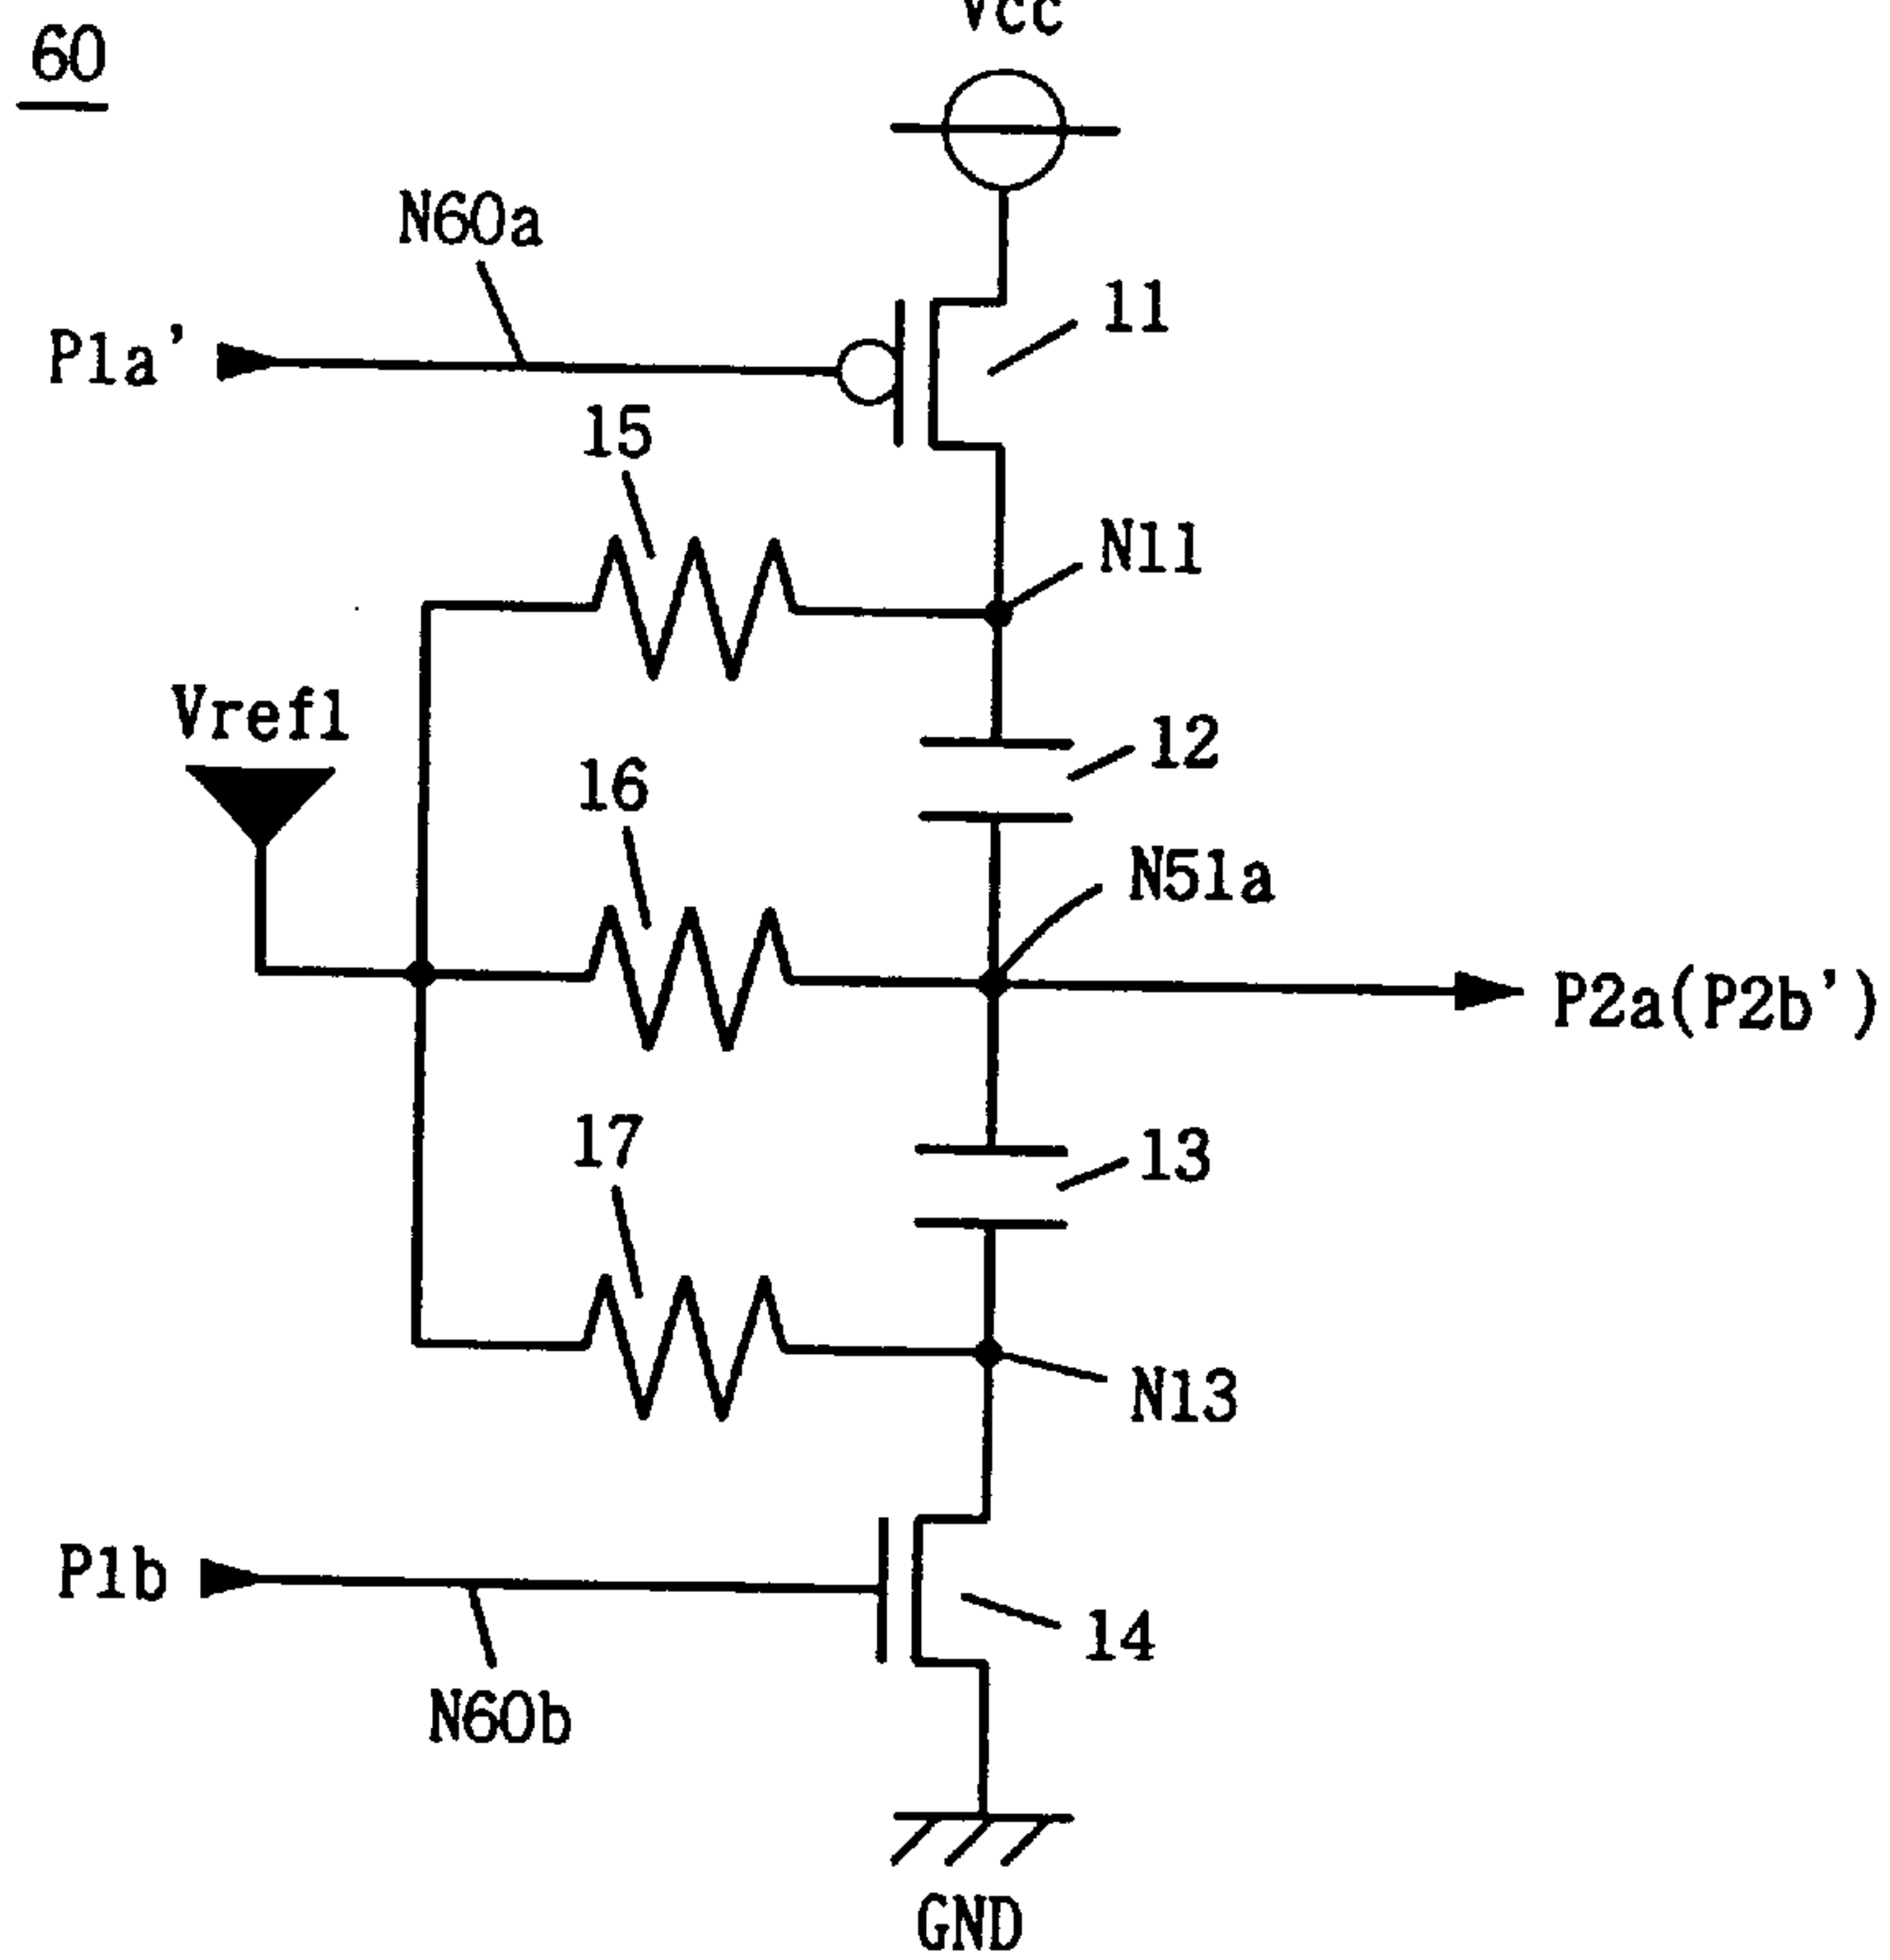 60
Vcc
N60a
P1a'
11
15
N11
Vref1
12
16
N51a
P2a(P2b')
17
13
N13
P1b
14
N60b
GND